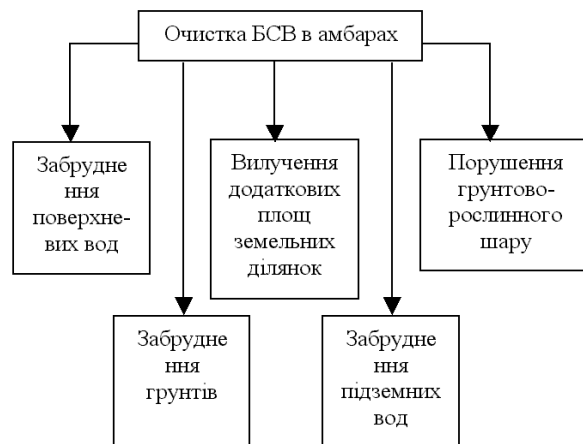 Очистка БСВ в амбарах
Забрудне
ння
поверхне-
вих вод
Вилучення
додаткових
площ
земельних
ділянок
Порушення
грунтово-
рослинного
шару
Забрудне
ння
грунтів
Забрудне
ння
підземних
вод